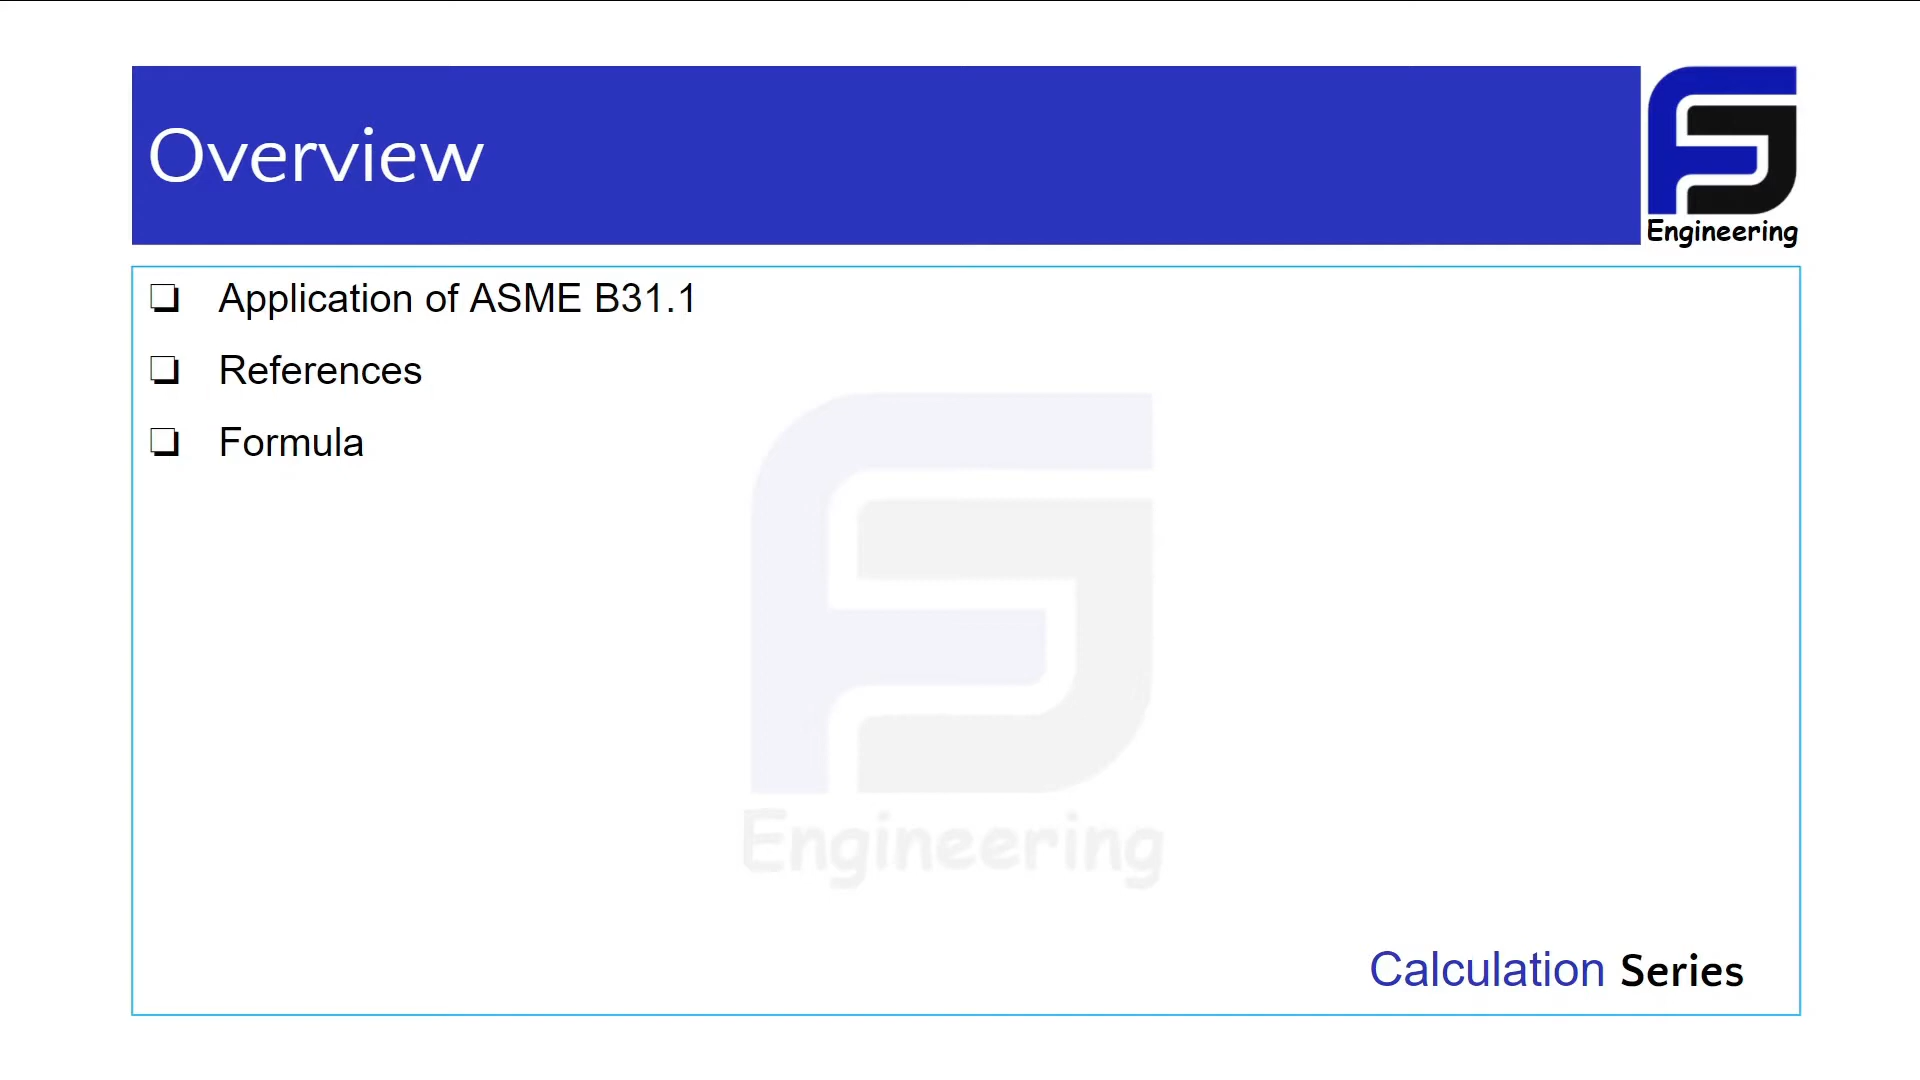 Overview
Engineering
Application of ASME B31.1
References
Formula
Engineering
Calculation Series